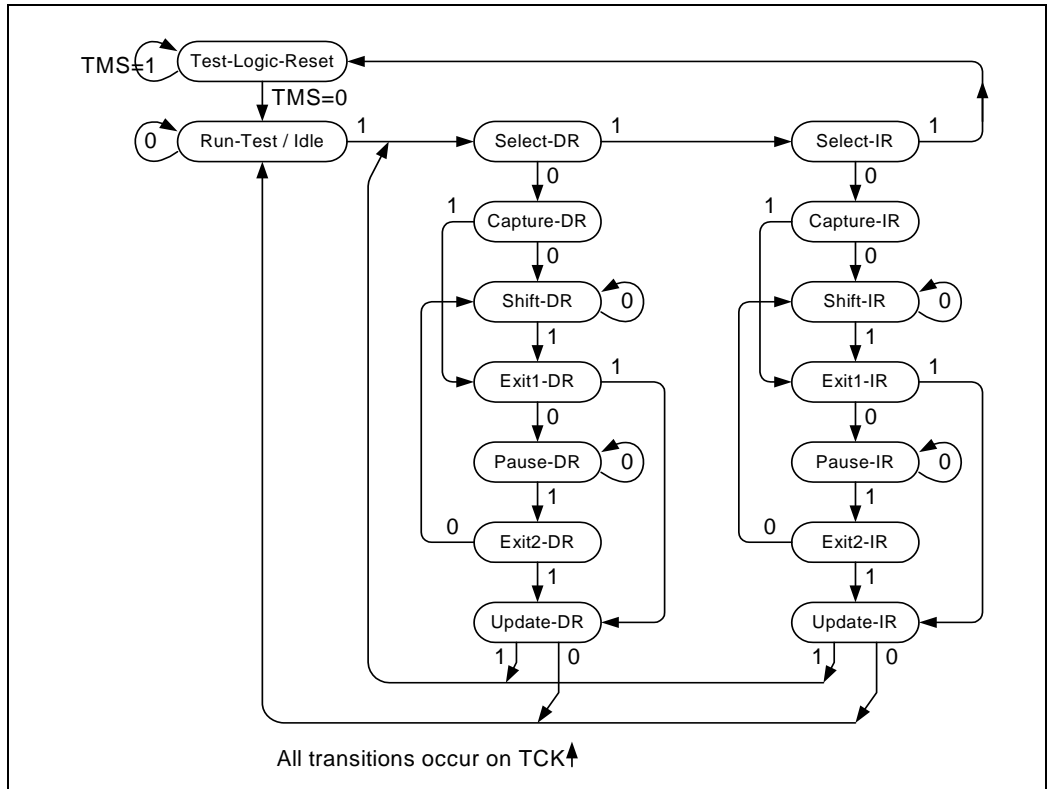 Test-Logic-Reset
TMS=1
TMS=0
0
Run-Test / Idle
1
Select-DR
1
Select-IR
1
0
0
1
Capture-DR
1
Capture-IR
0
0
Shift-DR
0
Shift-IR
0
1
1
Exit1-DR
1
Exit1-IR
1
0
0
Pause-DR
0
Pause-IR
0
1
1
0
Exit2-DR
0
Exit2-IR
1
1
Update-DR
Update-IR
1
0
1
0
All transitions occur on TCK